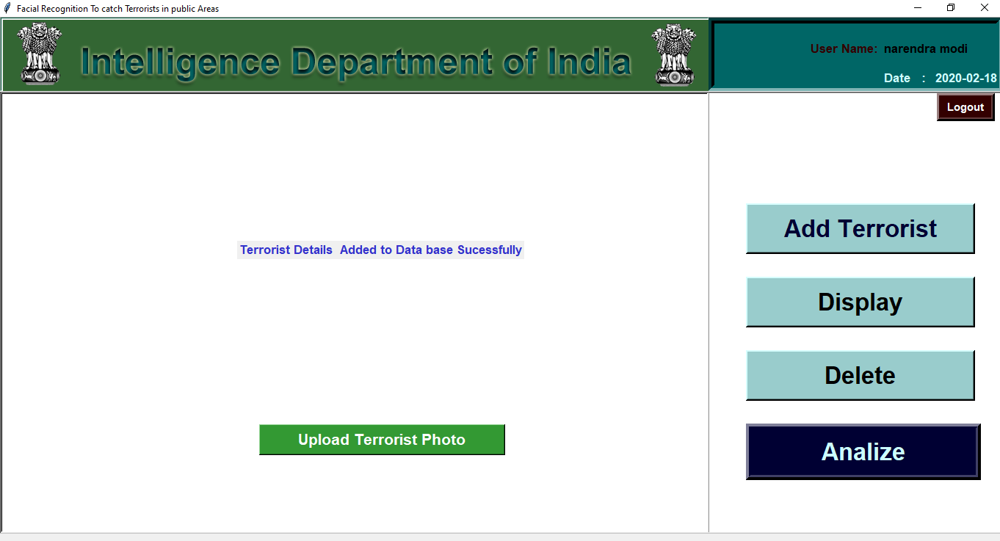 Facial Recognition To catch Terrorists in public Areas
Intelligence Department of India
User Name: narendra modi
Date : 2020-02-18
Logout
Terrorist Details Added to Data base Sucessfully
Upload Terrorist Photo
Add Terrorist
Display
Delete
Analize